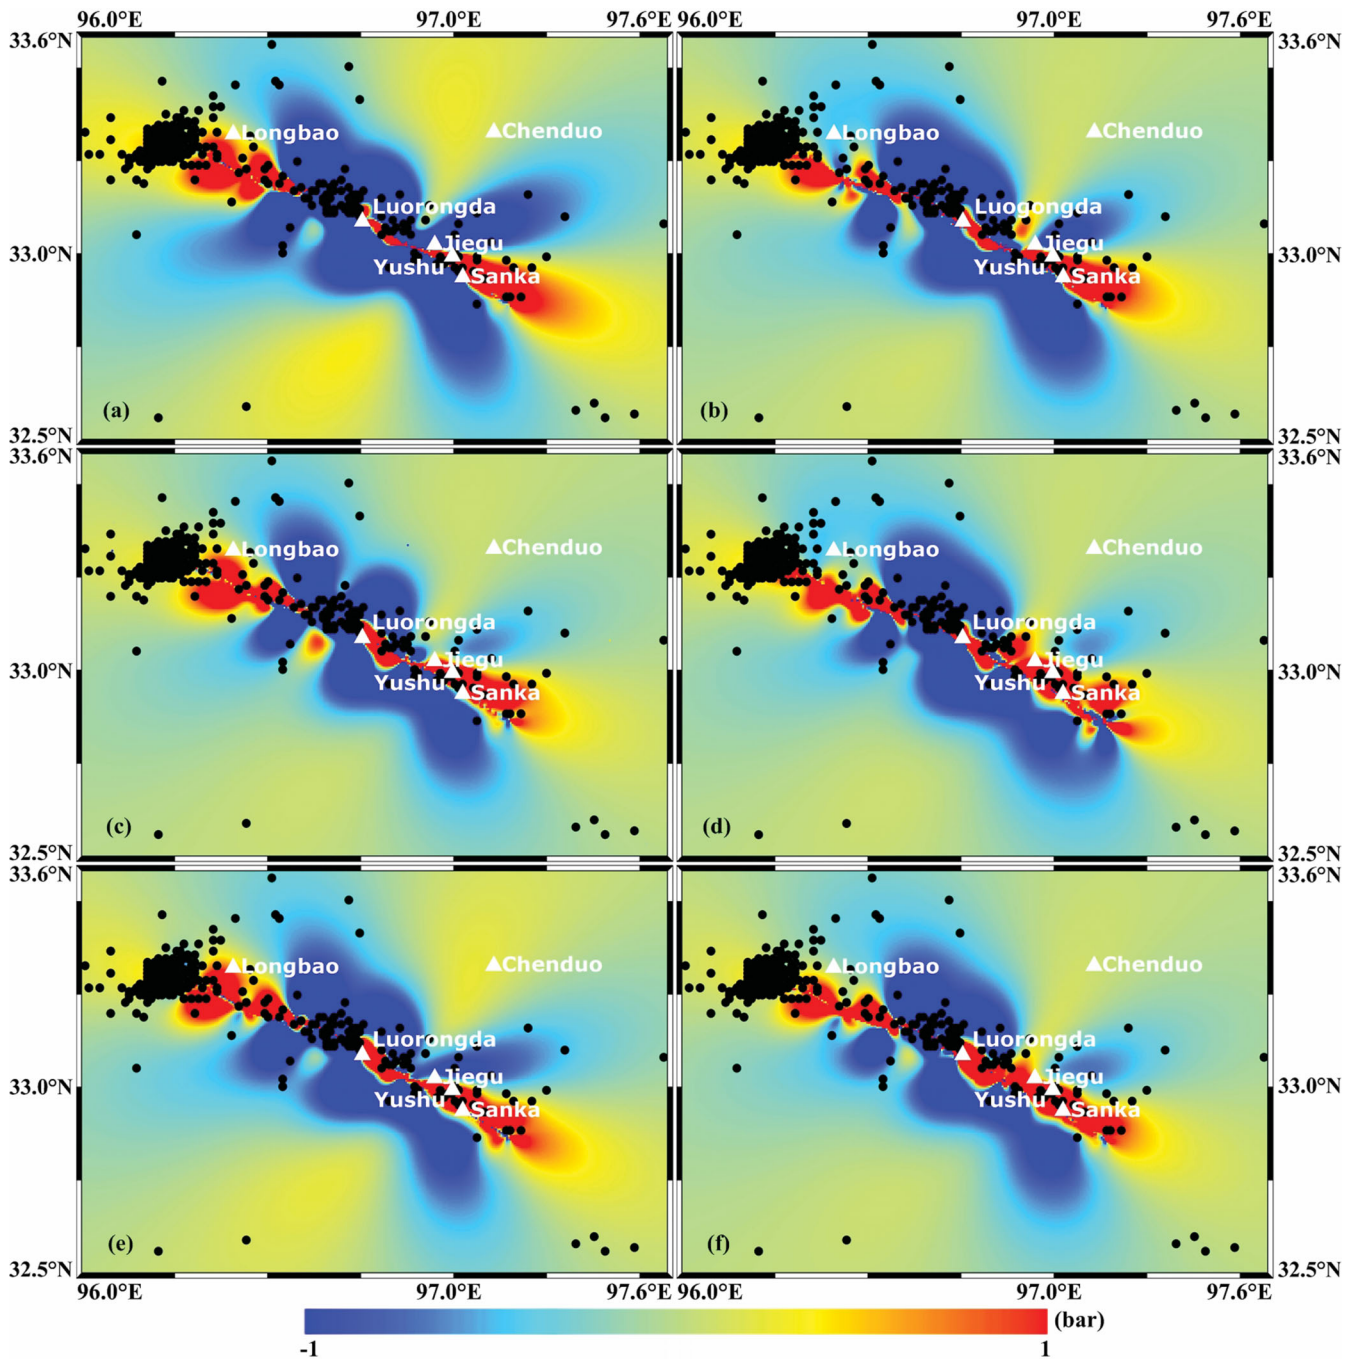 96.0°E 97.0°E 97.6°E 96.0°E 97.0°E 97.6°E
33.6°N 33.6°N
Longbao Chenduo Longbao Chenduo
Luorongda Luogongda
Jiegu Jiegu
33.0°N 33.0°N
Yushu Sanka Yushu Sanka
(a) (b)
32.5°N 32.5°N
33.6°N 33.6°N
Longbao Chenduo Longbao Chenduo
Luorongda Luorongda
Jiegu Jiegu
33.0°N 33.0°N
Yushu Sanka Yushu Sanka
(c) (d)
32.5°N 32.5°N
33.6°N 33.6°N
Longbao Chenduo Longbao Chenduo
Luorongda Luorongda
Jiegu Jiegu
33.0°N 33.0°N
Yushu Sanka Yushu Sanka
(e) (f)
32.5°N 32.5°N
96.0°E 97.0°E 97.6°E 96.0°E 97.0°E 97.6°E
(bar)
-1 1